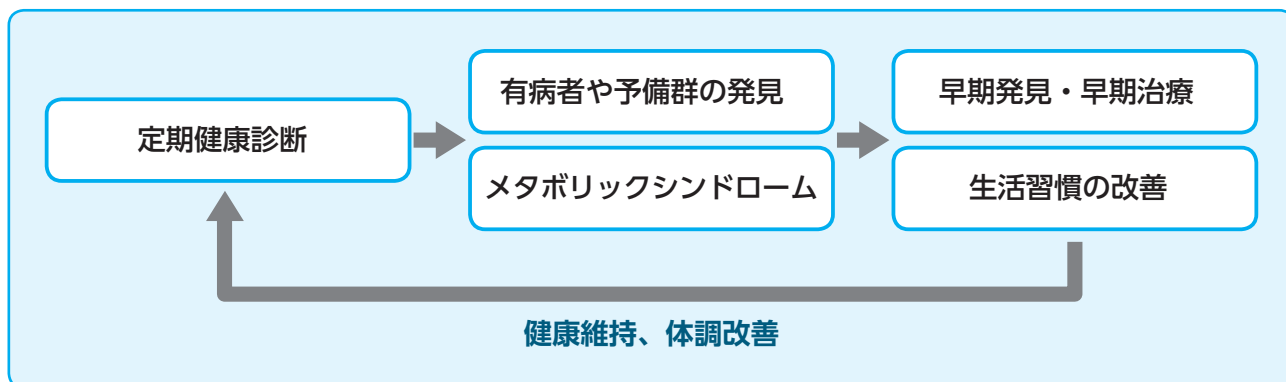 定期健康診断
有病者や予備群の発見
メタボリックシンドローム
早期発見・早期治療
生活習慣の改善
健康維持、体調改善